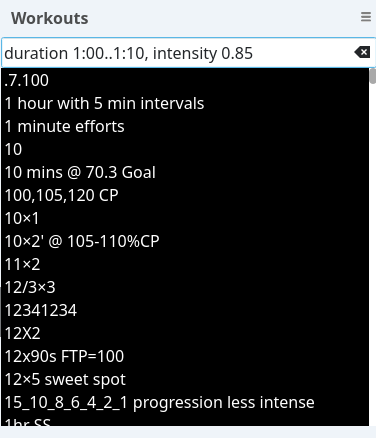 Workouts
duration 1:00..1:10, intensity 0.85
.7.100
1 hour with 5 min intervals
1 minute efforts
10
10 mins @ 70.3 Goal
100,105,120 CP
10×1
10×2' @ 105-110%CP
11×2
12/3×3
12341234
12X2
12x90s FTP=100
12×5 sweet spot
15_10_8_6_4_2_1 progression less intense
1hr SS